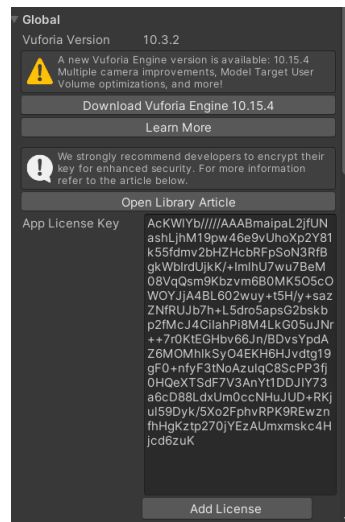 Global
Vuforia Version 10.3.2
A new Vuforia Engine version is available: 10.15.4
Multiple camera improvements, Model Target User
Volume optimizations, and more!
Download Vuforia Engine 10.15.4
Learn More
We strongly recommend developers to encrypt their
key for enhanced security. For more information
refer to the article below.
Open Library Article
App License Key
AcKWlYb/////AAABmaipaL2jfUN
ashLjhM19pw46e9vUhoXp2Y81
k55fdmv2bHZHcbRFpSoN3RfB
gkWbIrdUjkK/+ImlhU7wu7BeM
08VqQsm9Kbzvm6B0MK5O5cO
WOYJjA4BL602wuy+t5H/y+saz
ZNfRUJb7h+L5dro5apsG2bskb
p2fMcJ4CilahPi8M4LkG05uJNr
++7r0KtEGHbv66Jn/BDvsYpdA
Z6MOMhlkSyO4EKH6HJvdtg19
gF0+nfyF3tNoAzulqC8ScPP3fj
0HQeXTSdF7V3AnYt1DDJIY73
a6cD88LdxUm0ccNHuJUD+RKj
ul59Dyk/5Xo2FphvRPK9REwzn
fhHgKztp270jYEzAUmxmskc4H
jcd6zuK
Add License